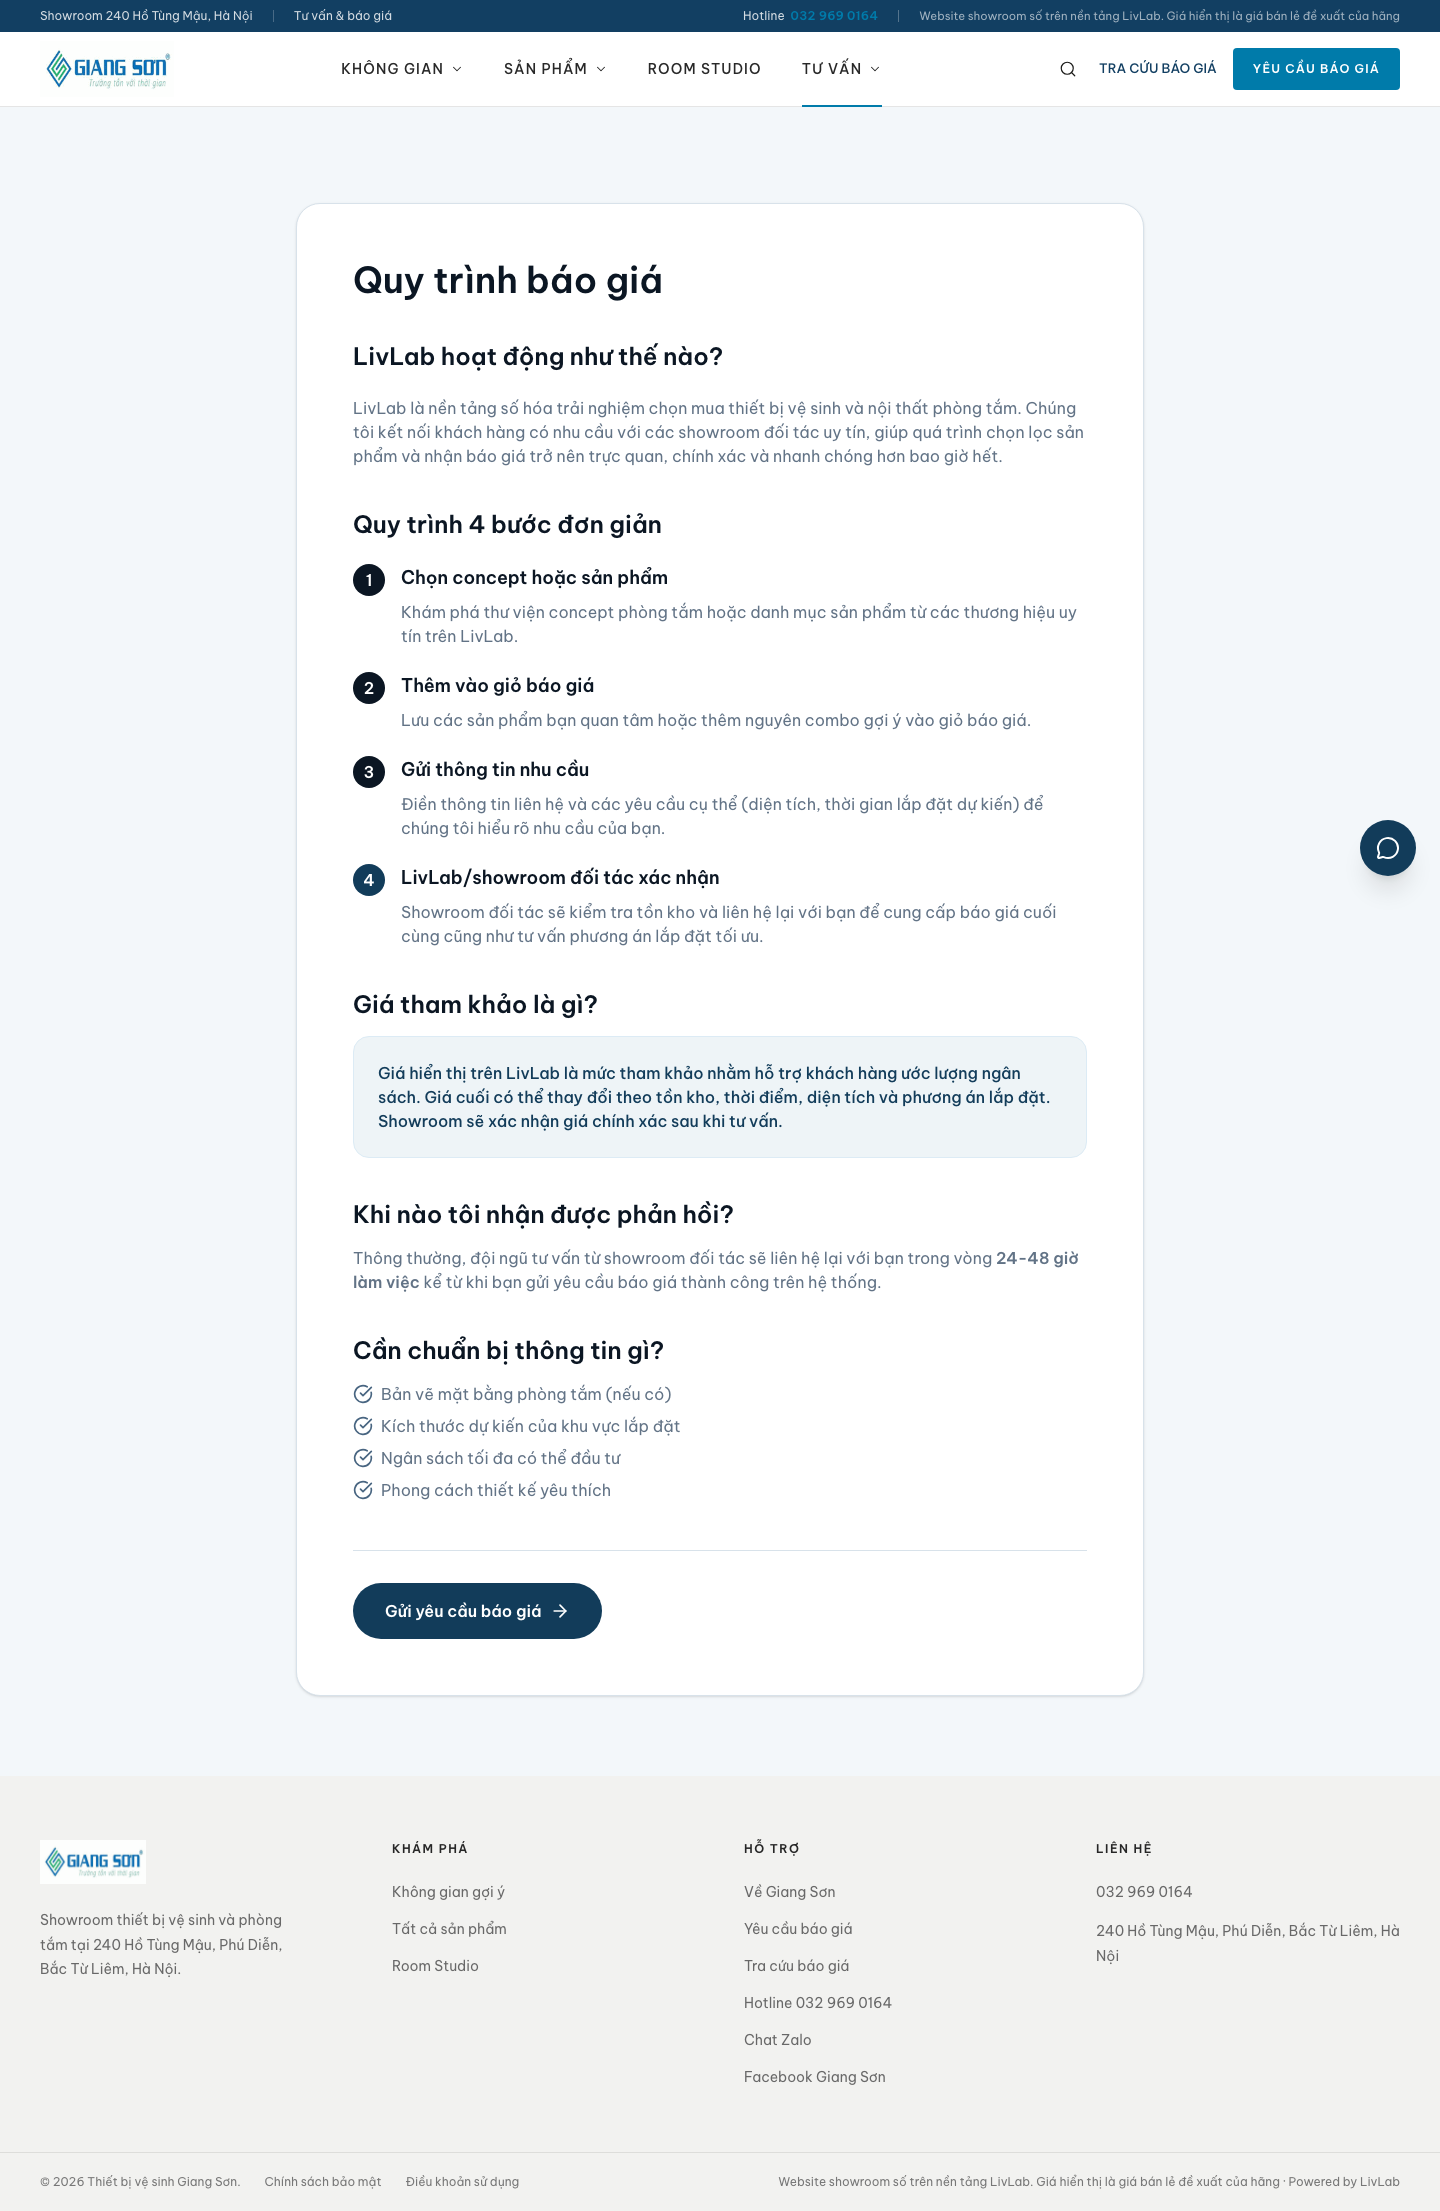 Showroom 240 Hồ Tùng Mậu, Hà Nội
Tư vấn & báo giá
Hotline 032 969 0164
Website showroom số trên nền tảng LivLab. Giá hiển thị là giá bán lẻ đề xuất của hãng
GIANG SƠN
Trường tồn với thời gian
KHÔNG GIAN
SẢN PHẨM
ROOM STUDIO
TƯ VẤN
TRA CỨU BÁO GIÁ
YÊU CẦU BÁO GIÁ
Quy trình báo giá
LivLab hoạt động như thế nào?
LivLab là nền tảng số hóa trải nghiệm chọn mua thiết bị vệ sinh và nội thất phòng tắm. Chúng
tôi kết nối khách hàng có nhu cầu với các showroom đối tác uy tín, giúp quá trình chọn lọc sản
phẩm và nhận báo giá trở nên trực quan, chính xác và nhanh chóng hơn bao giờ hết.
Quy trình 4 bước đơn giản
1
Chọn concept hoặc sản phẩm
Khám phá thư viện concept phòng tắm hoặc danh mục sản phẩm từ các thương hiệu uy
tín trên LivLab.
2
Thêm vào giỏ báo giá
Lưu các sản phẩm bạn quan tâm hoặc thêm nguyên combo gợi ý vào giỏ báo giá.
3
Gửi thông tin nhu cầu
Điền thông tin liên hệ và các yêu cầu cụ thể (diện tích, thời gian lắp đặt dự kiến) để
chúng tôi hiểu rõ nhu cầu của bạn.
4
LivLab/showroom đối tác xác nhận
Showroom đối tác sẽ kiểm tra tồn kho và liên hệ lại với bạn để cung cấp báo giá cuối
cùng cũng như tư vấn phương án lắp đặt tối ưu.
Giá tham khảo là gì?
Giá hiển thị trên LivLab là mức tham khảo nhằm hỗ trợ khách hàng ước lượng ngân
sách. Giá cuối có thể thay đổi theo tồn kho, thời điểm, diện tích và phương án lắp đặt.
Showroom sẽ xác nhận giá chính xác sau khi tư vấn.
Khi nào tôi nhận được phản hồi?
Thông thường, đội ngũ tư vấn từ showroom đối tác sẽ liên hệ lại với bạn trong vòng 24-48 giờ
làm việc kể từ khi bạn gửi yêu cầu báo giá thành công trên hệ thống.
Cần chuẩn bị thông tin gì?
Bản vẽ mặt bằng phòng tắm (nếu có)
Kích thước dự kiến của khu vực lắp đặt
Ngân sách tối đa có thể đầu tư
Phong cách thiết kế yêu thích
Gửi yêu cầu báo giá
GIANG SƠN
Trường tồn với thời gian
Showroom thiết bị vệ sinh và phòng
tắm tại 240 Hồ Tùng Mậu, Phú Diễn,
Bắc Từ Liêm, Hà Nội.
KHÁM PHÁ
Không gian gợi ý
Tất cả sản phẩm
Room Studio
HỖ TRỢ
Về Giang Sơn
Yêu cầu báo giá
Tra cứu báo giá
Hotline 032 969 0164
Chat Zalo
Facebook Giang Sơn
LIÊN HỆ
032 969 0164
240 Hồ Tùng Mậu, Phú Diễn, Bắc Từ Liêm, Hà
Nội
© 2026 Thiết bị vệ sinh Giang Sơn.
Chính sách bảo mật
Điều khoản sử dụng
Website showroom số trên nền tảng LivLab. Giá hiển thị là giá bán lẻ đề xuất của hãng · Powered by LivLab